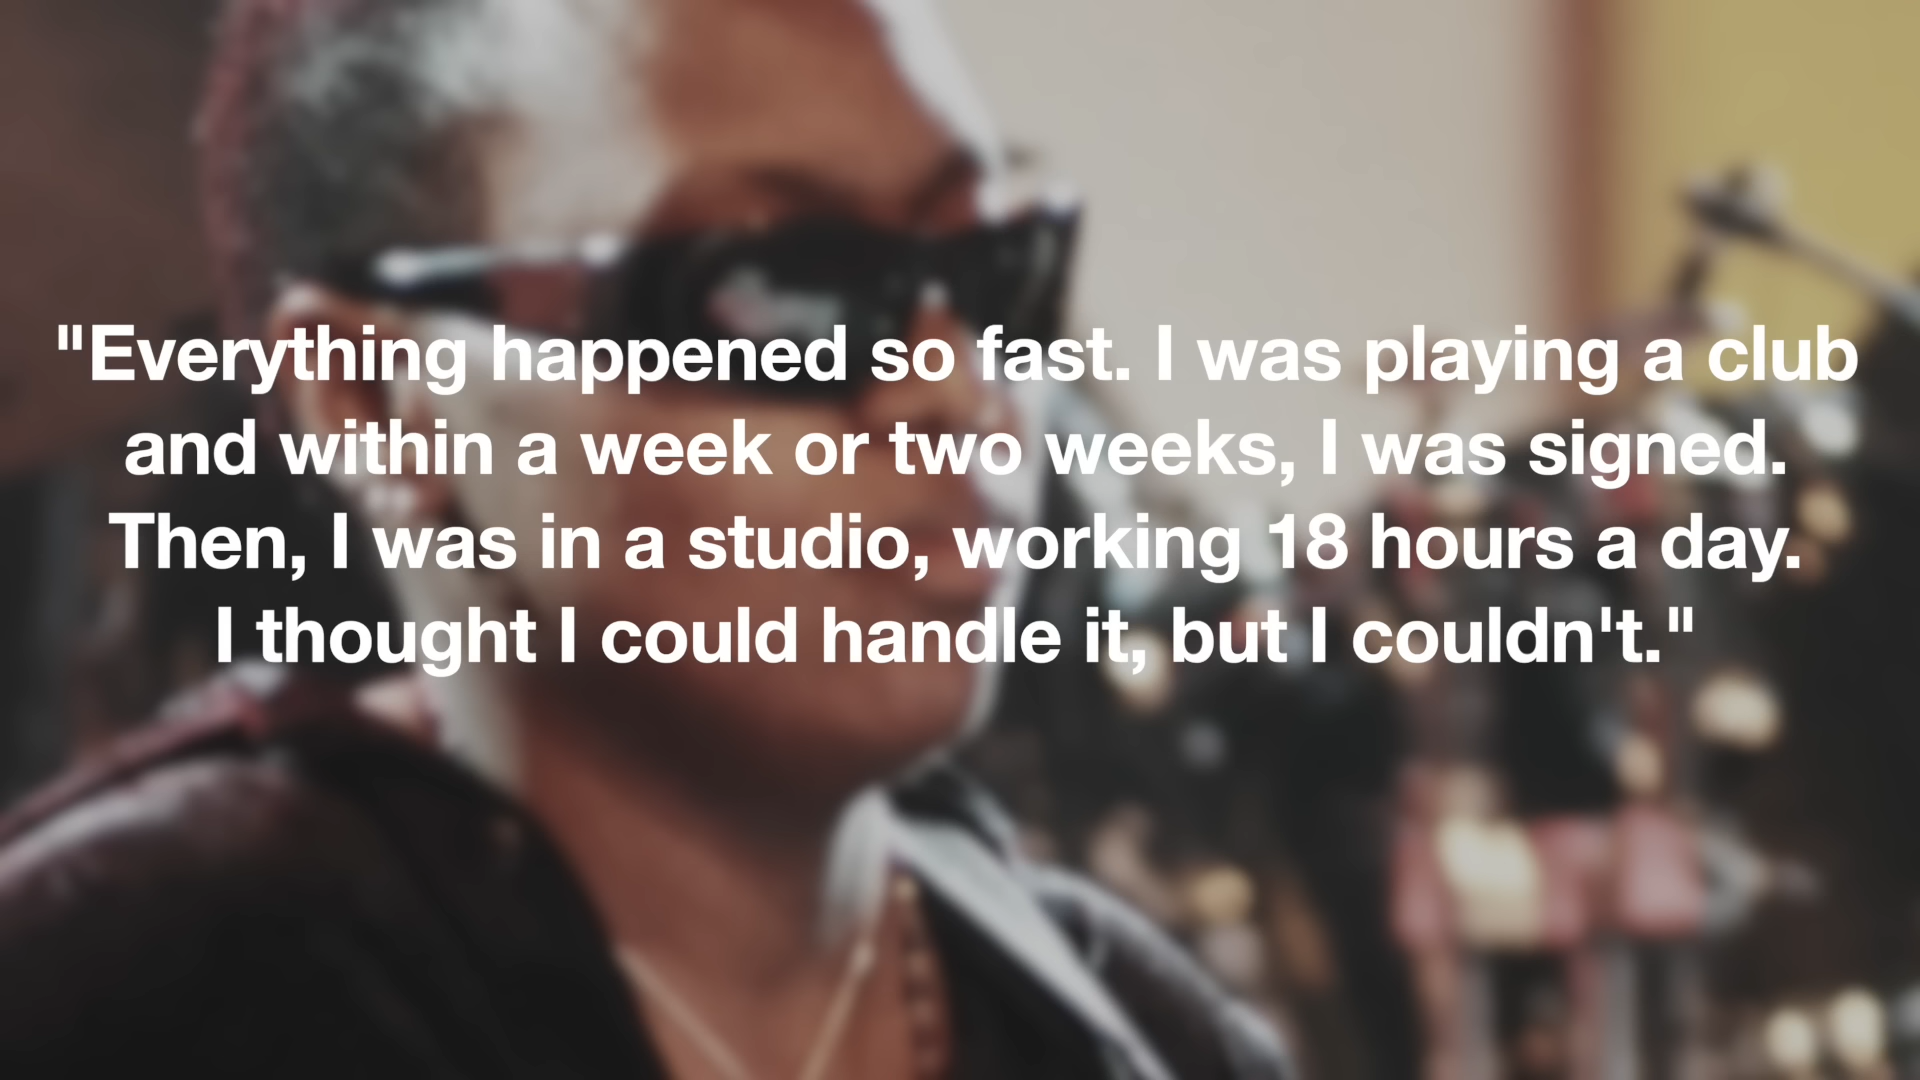 "Everything happened so fast. I was playing a club
and within a week or two weeks, I was signed.
Then, I was in a studio, working 18 hours a day.
I thought I could handle it, but I couldn't."